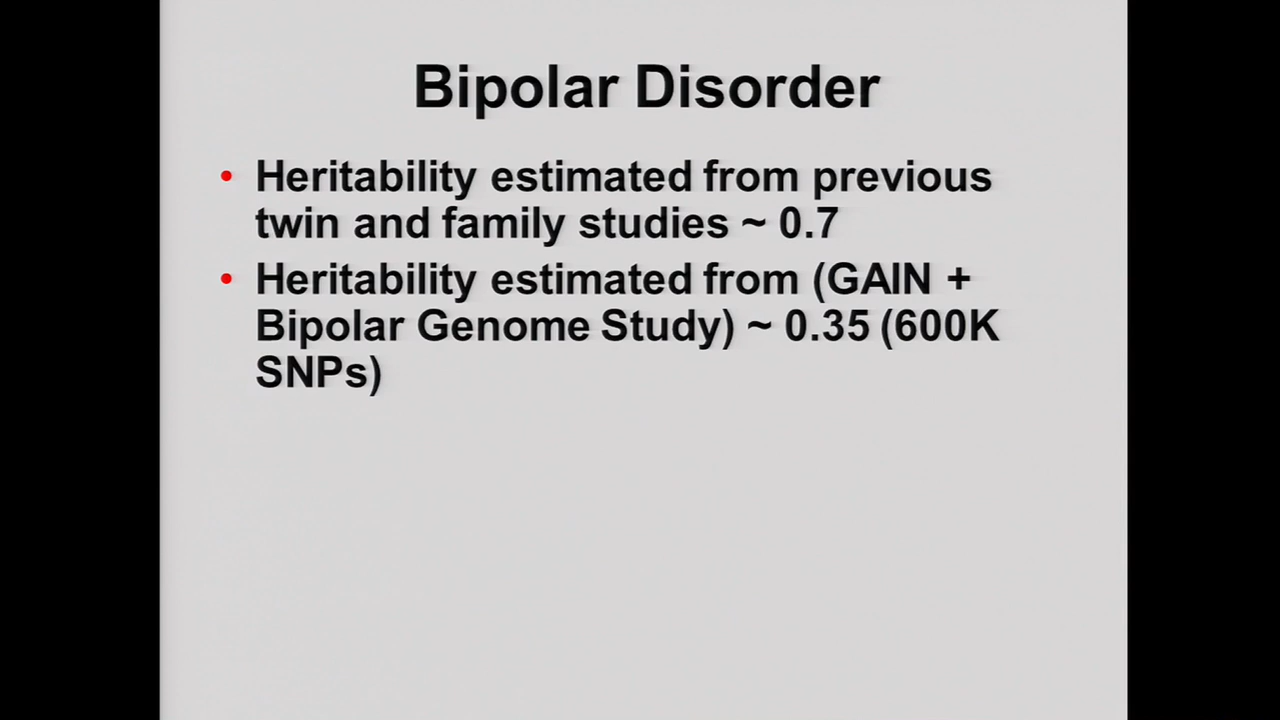 Bipolar Disorder
• Heritability estimated from previous
twin and family studies ~ 0.7
• Heritability estimated from (GAIN +
Bipolar Genome Study) ~ 0.35 (600K
SNPs)